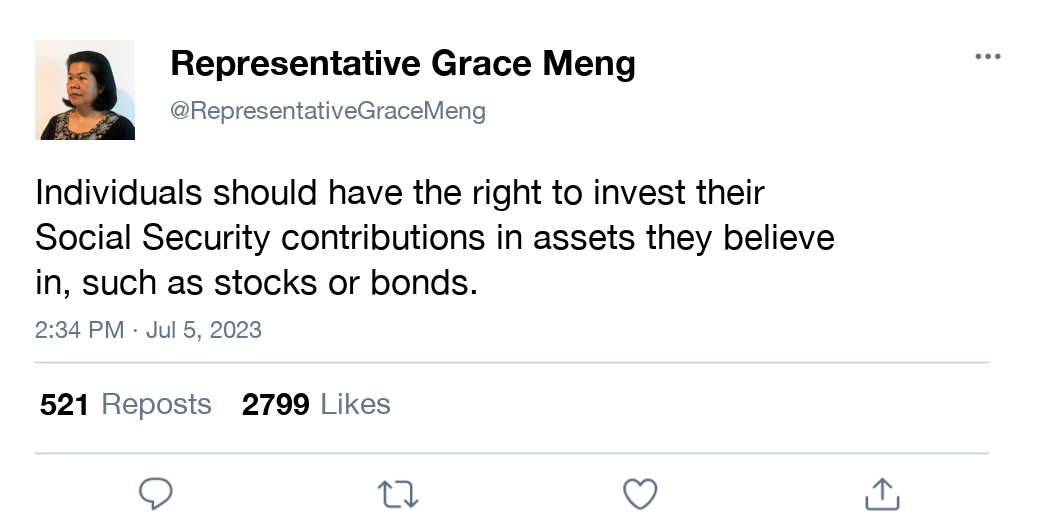 Representative Grace Meng
@RepresentativeGraceMeng
Individuals should have the right to invest their
Social Security contributions in assets they believe
in, such as stocks or bonds.
2:34 PM · Jul 5, 2023
521 Reposts 2799 Likes